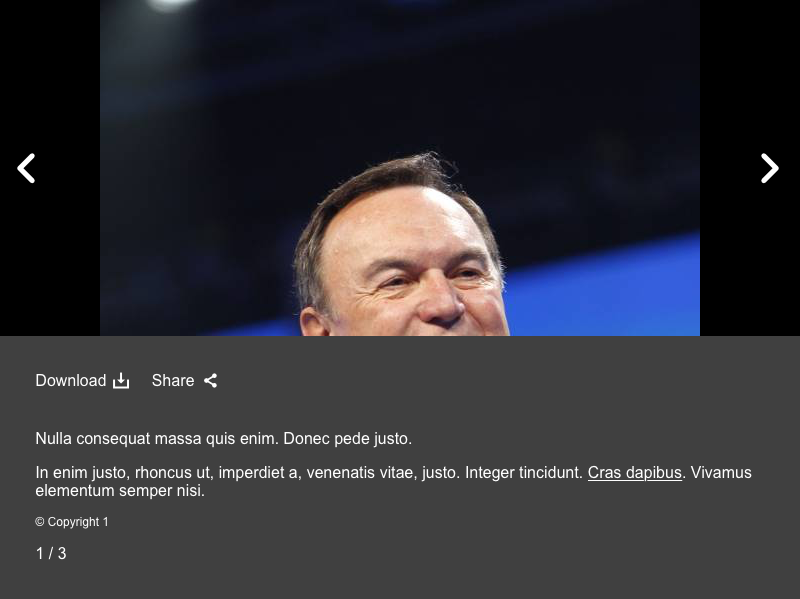 Download
Share
Nulla consequat massa quis enim. Donec pede justo.
In enim justo, rhoncus ut, imperdiet a, venenatis vitae, justo. Integer tincidunt. Cras dapibus. Vivamus
elementum semper nisi.
© Copyright 1
1 / 3